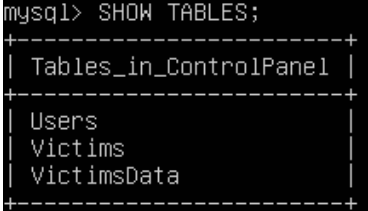 mysql> SHOW TABLES;
+------------------------+
| Tables_in_ControlPanel |
+------------------------+
| Users                  |
| Victims                |
| VictimsData            |
+------------------------+